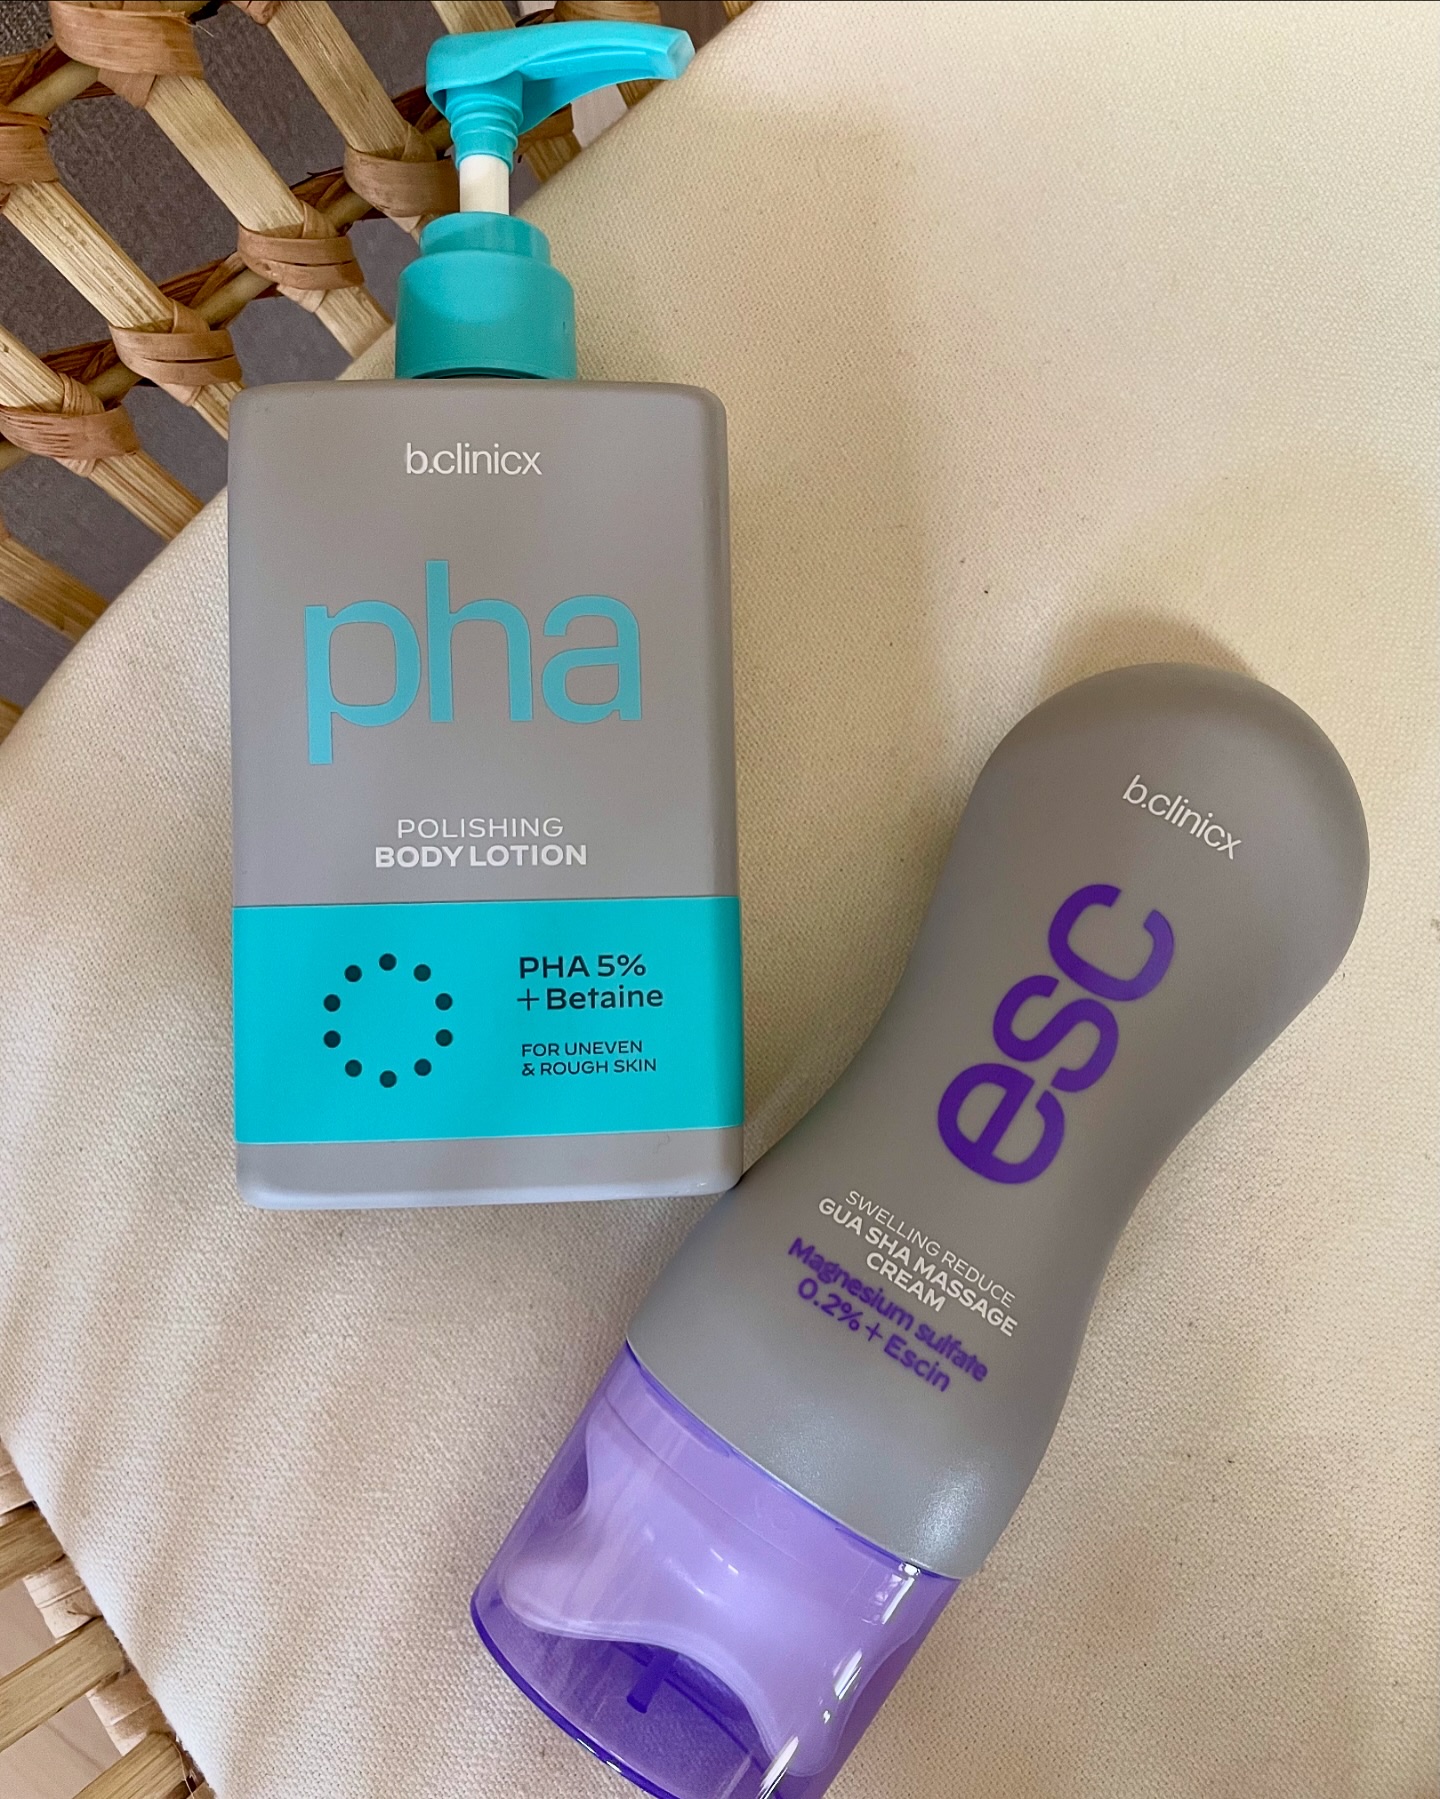 b.clinicx
pha
POLISHING
BODY LOTION
PHA 5%
+Betaine
FOR UNEVEN
& ROUGH SKIN
b.clinicx
esc
SWELLING REDUCE
GUA SHA MASSAGE
CREAM
Magnesium sulfate
0.2% + Escin